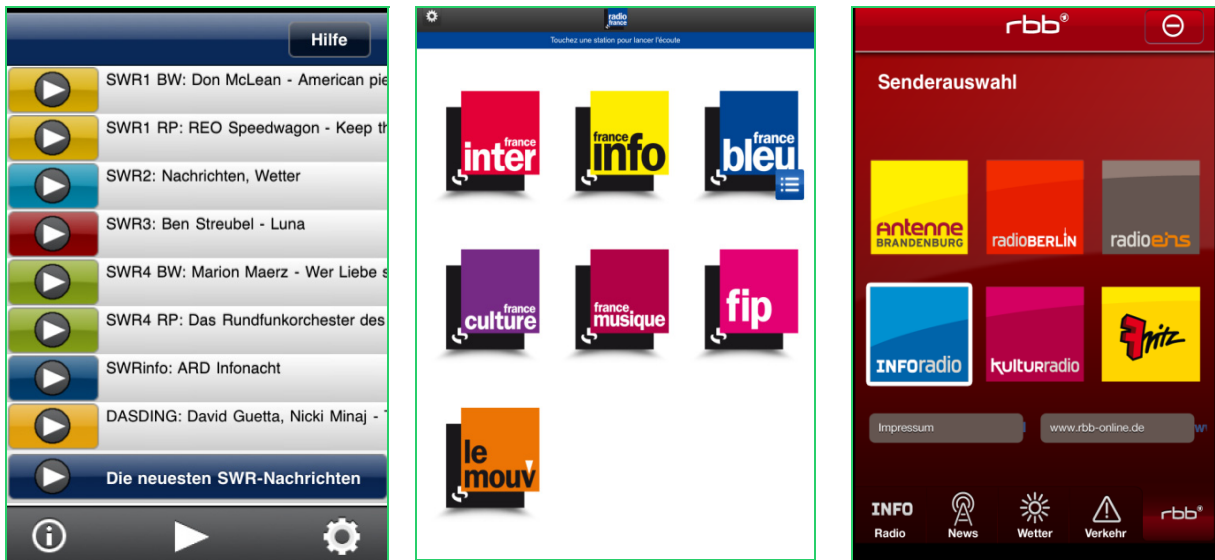 Hilfe
SWR1 BW: Don McLean - American pie
SWR1 RP: REO Speedwagon - Keep th
SWR2: Nachrichten, Wetter
SWR3: Ben Streubel - Luna
SWR4 BW: Marion Maerz - Wer Liebe s
SWR4 RP: Das Rundfunkorchester des
SWRinfo: ARD Infonacht
DASDING: David Guetta, Nicki Minaj -
Die neuesten SWR-Nachrichten
radio
france
Touchez une station pour lancer l'écoute
france
inter
france
info
france
bleu
france
culture
france
musique
fip
le
mouv
rbb
Senderauswahl
Antenne
BRANDENBURG
radioBERLIN
radioeins
INFOradio
kulturradio
Fritz
Impressum
www.rbb-online.de
INFO
Radio
News
Wetter
Verkehr
rbb